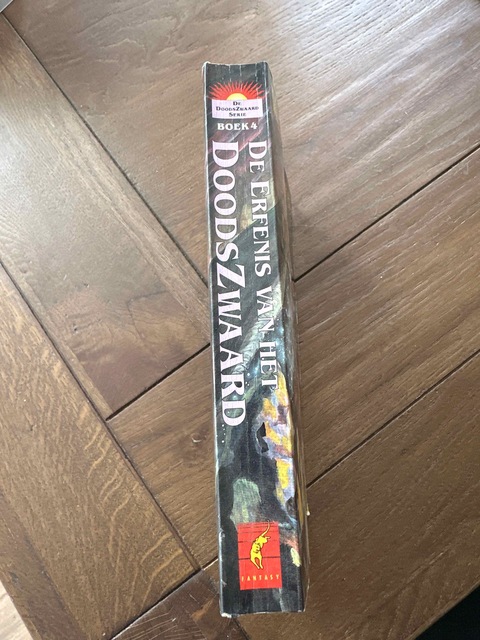 De
DoodsZwaard
Serie
BOEK 4
De Erfenis van het
DoodsZwaard
FANTASY